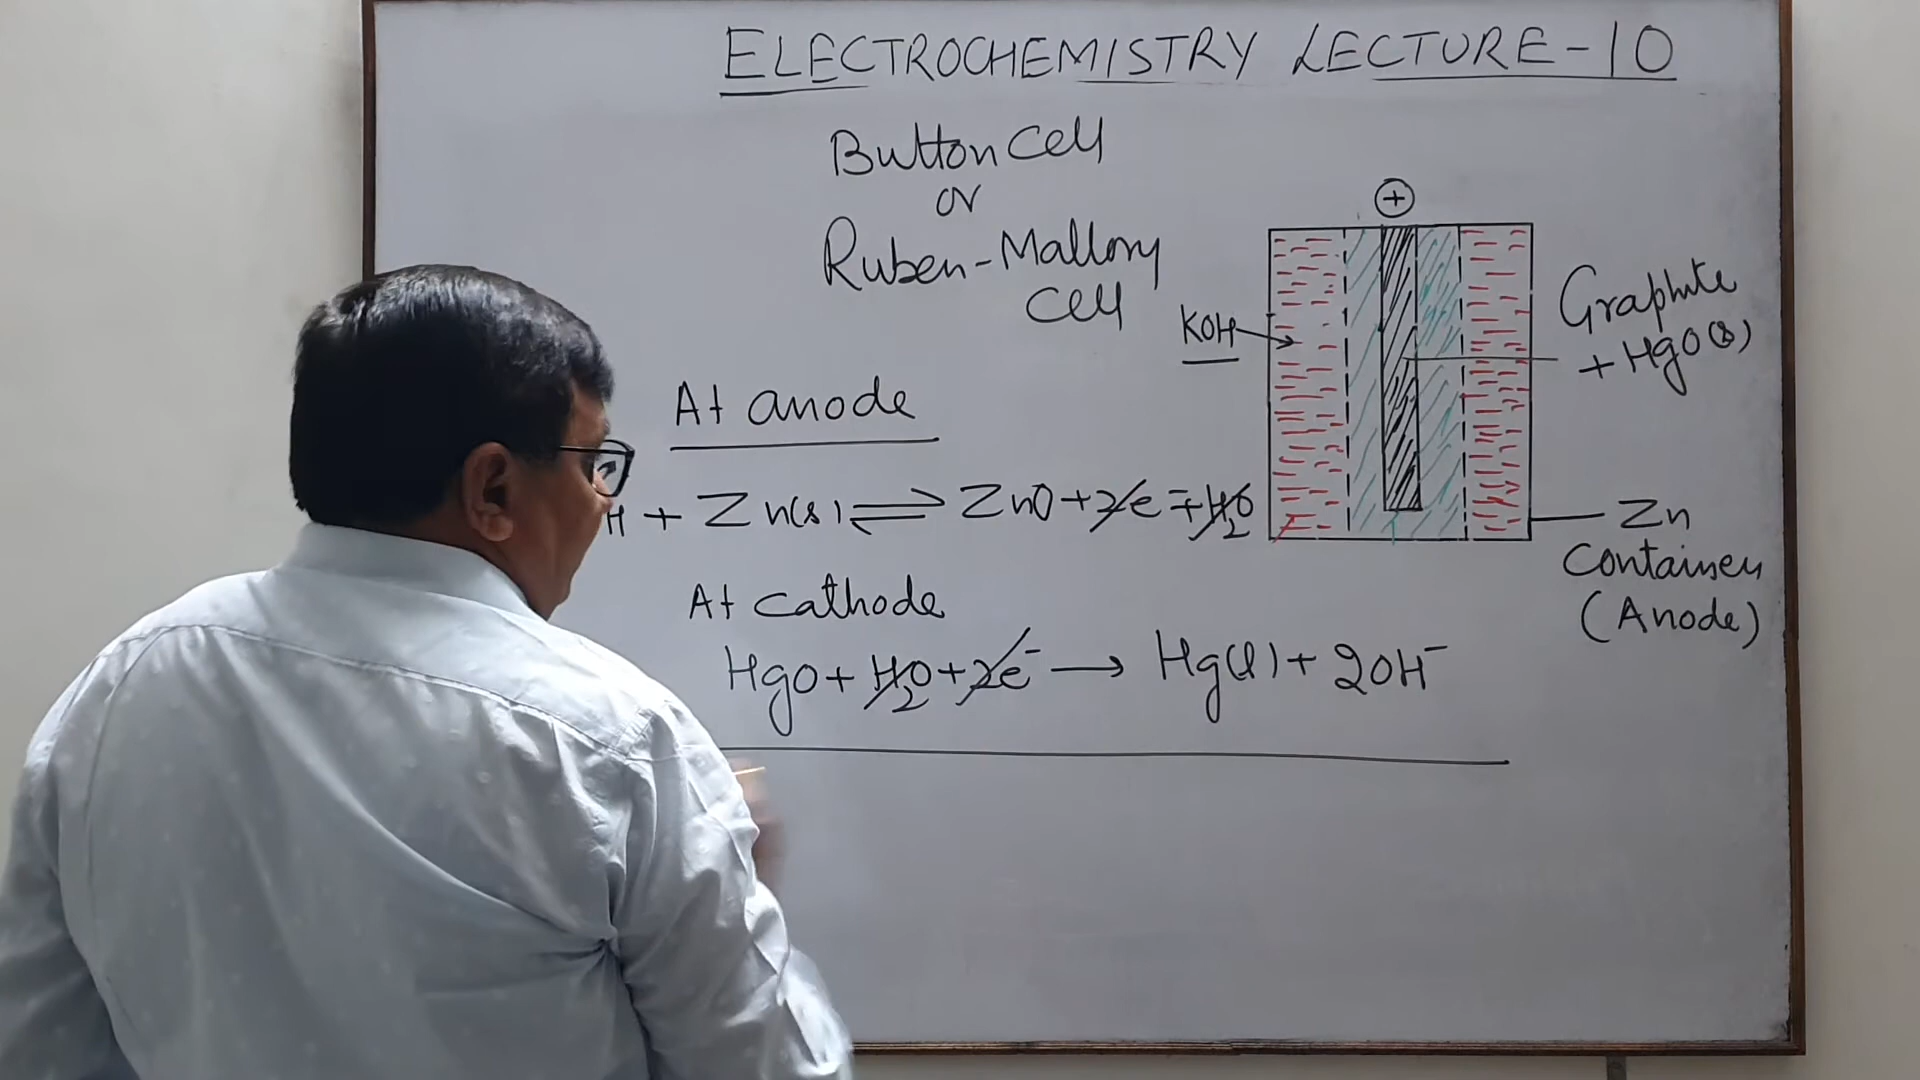 ELECTROCHEMISTRY LECTURE-10
Button Cell
or
Ruben-Mallory
Cell
+
KOH
Graphite
+ HgO(s)
At anode
H + Zn(s) ⇌ ZnO + 2e⁻ + H₂O
Zn
Container
(Anode)
At Cathode
HgO + H₂O + 2e⁻ → Hg(l) + 2OH⁻